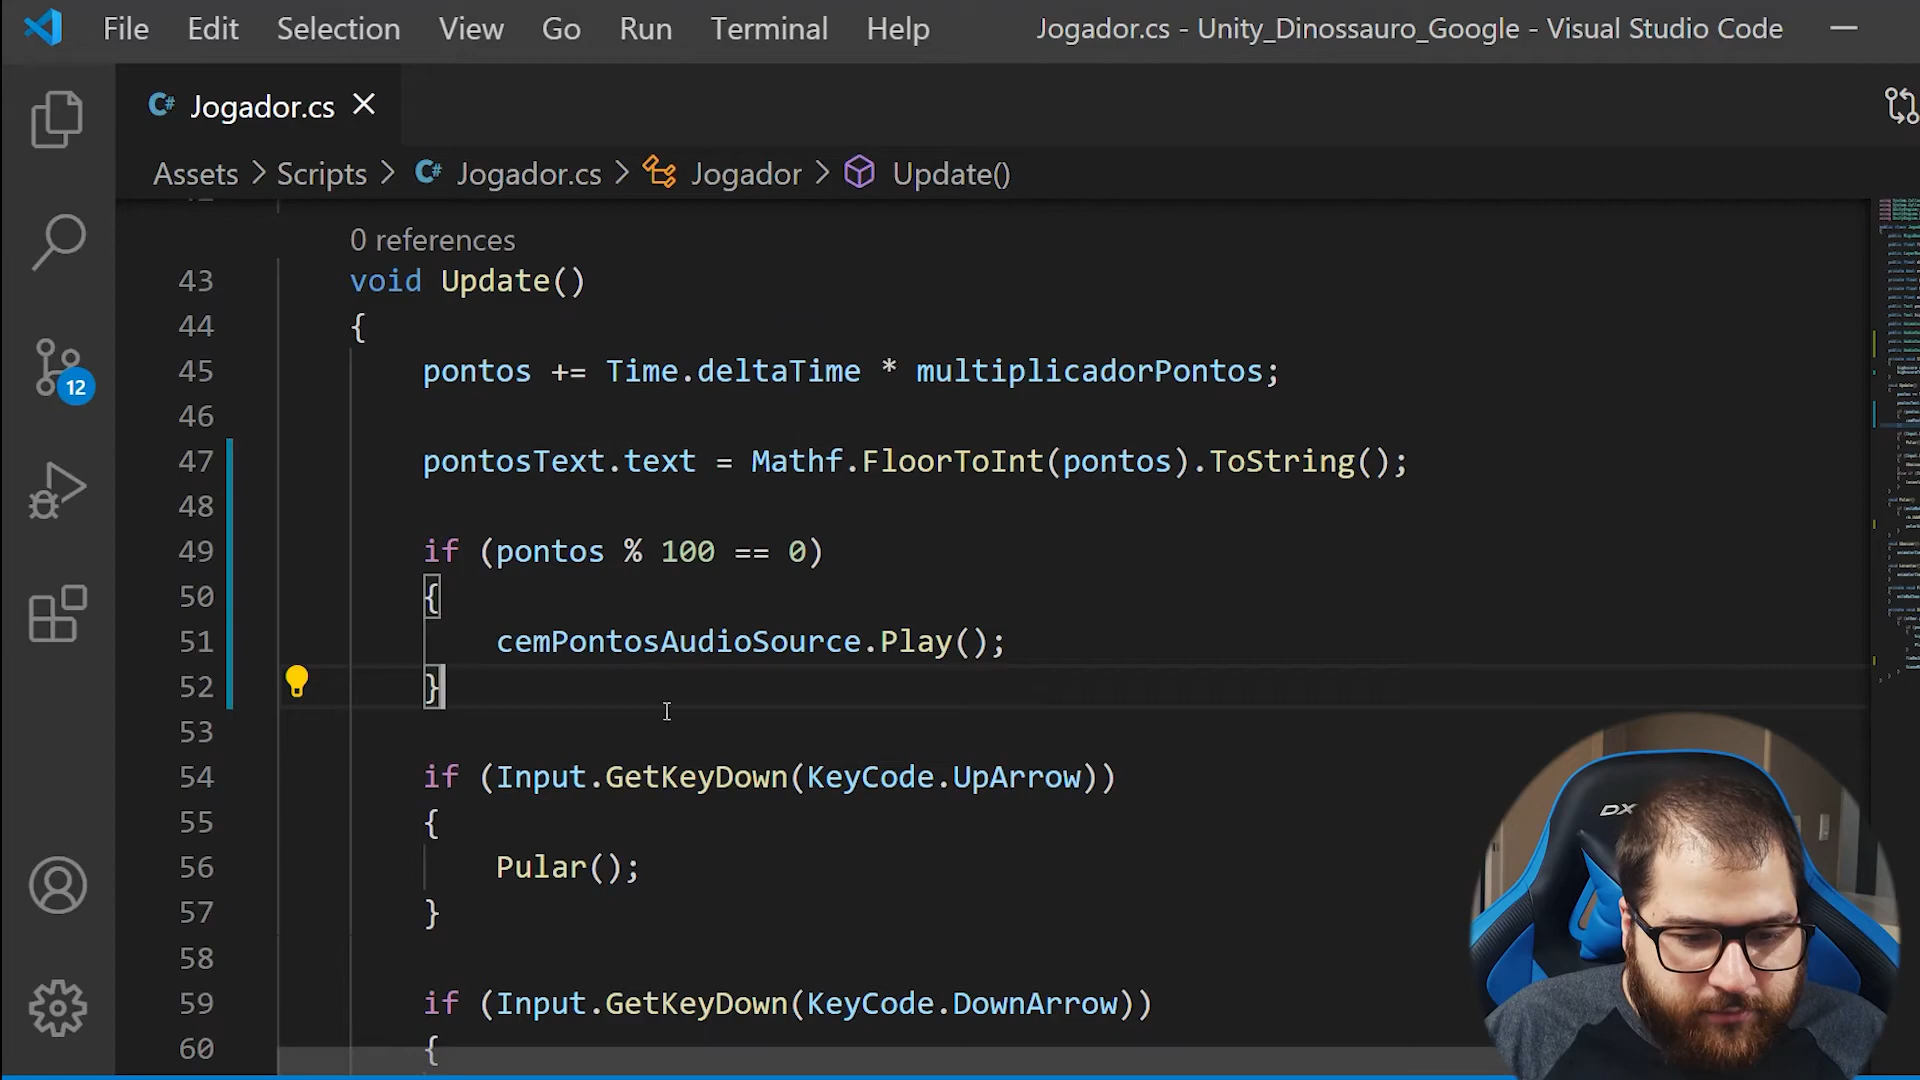 File Edit Selection View Go Run Terminal Help Jogador.cs - Unity_Dinossauro_Google - Visual Studio Code
C# Jogador.cs
Assets > Scripts > C# Jogador.cs > Jogador > Update()
0 references
43 void Update()
44 {
45 pontos += Time.deltaTime * multiplicadorPontos;
46
47 pontosText.text = Mathf.FloorToInt(pontos).ToString();
48
49 if (pontos % 100 == 0)
50 {
51 cemPontosAudioSource.Play();
52 }
53
54 if (Input.GetKeyDown(KeyCode.UpArrow))
55 {
56 Pular();
57 }
58
59 if (Input.GetKeyDown(KeyCode.DownArrow))
60 {
12
DX